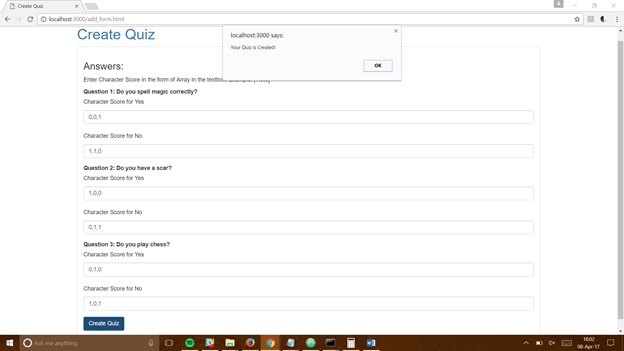 Create Quiz
localhost:3000/add_form.html
Create Quiz
localhost:3000 says:
Your Quiz is Created!
OK
Answers:
Enter Character Score in the form of Array in the textbox
Question 1: Do you spell magic correctly?
Character Score for Yes
0,0,1
Character Score for No
1,1,0
Question 2: Do you have a scar?
Character Score for Yes
1,0,0
Character Score for No
0,1,1
Question 3: Do you play chess?
Character Score for Yes
0,1,0
Character Score for No
1,0,1
Create Quiz
Ask me anything
18:02
08-Apr-17